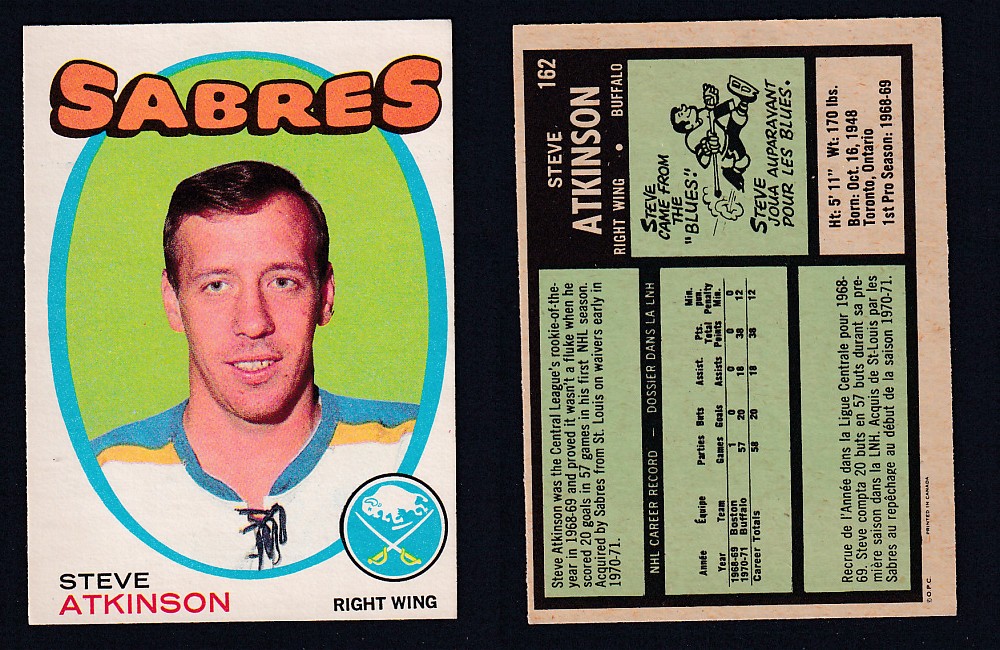 SABRES
STEVE
ATKINSON
RIGHT WING
162
STEVE
ATKINSON
RIGHT WING • BUFFALO
STEVE
CAME FROM
THE
"BLUES"!
STEVE
JOUA AUPARAVANT
POUR LES BLUES.
Ht: 5' 11" Wt: 170 lbs.
Born: Oct. 16, 1948
Toronto, Ontario
1st Pro Season: 1968-69
Steve Atkinson was the Central League's rookie-of-the-
year in 1968-69 and proved it wasn't a fluke when he
scored 20 goals in 57 games in his first NHL season.
Acquired by Sabres from St. Louis on waivers early in
1970-71.
NHL CAREER RECORD — DOSSIER DANS LA LNH
Année Équipe Parties Buts Assist. Pts. Min. pun.
Year Team Games Goals Assists Total Points Penalty Min.
1968-69 Boston 1 0 0 0 0
1970-71 Buffalo 57 20 18 38 12
Career Totals 58 20 18 38 12
Recrue de l'Année dans la Ligue Centrale pour 1968-
69. Steve compta 20 buts en 57 buts durant sa pre-
mière saison dans la LNH. Acquis de St-Louis par les
Sabres au repêchage au début de la saison 1970-71.
©O.P.C. PRINTED IN CANADA